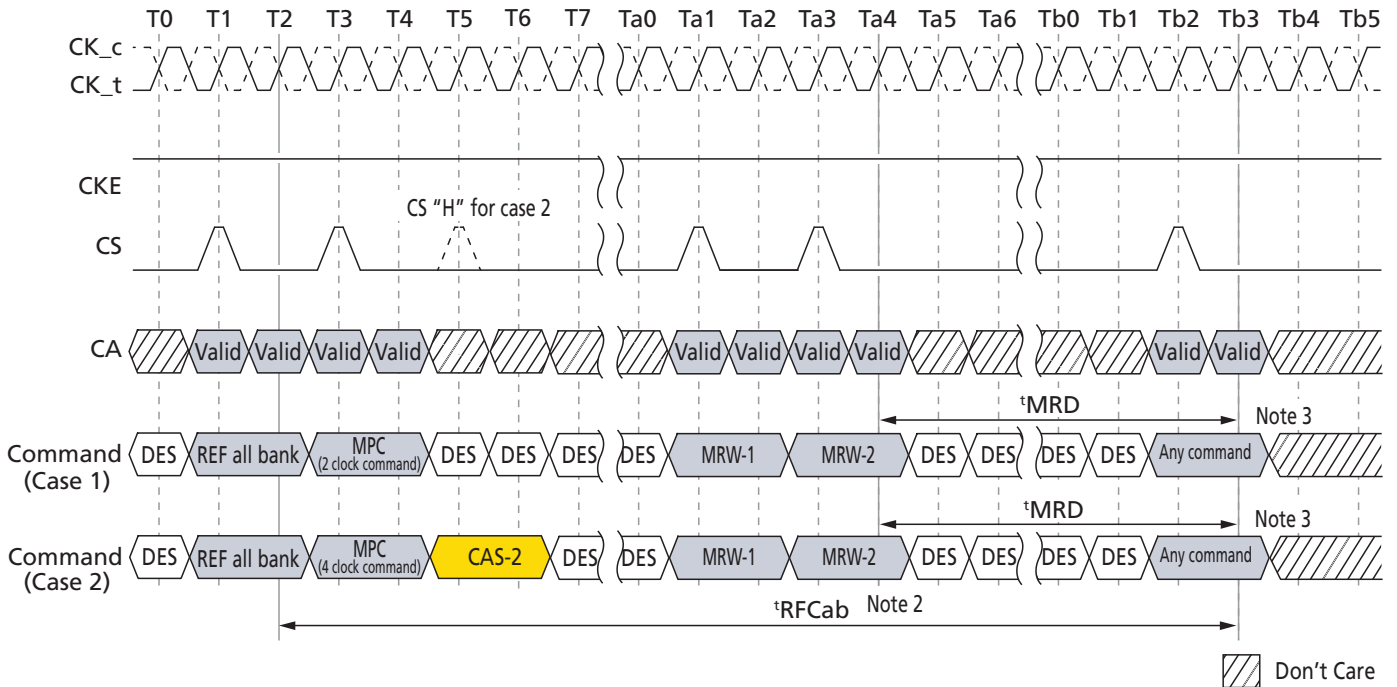 T0 T1 T2 T3 T4 T5 T6 T7 Ta0 Ta1 Ta2 Ta3 Ta4 Ta5 Ta6 Tb0 Tb1 Tb2 Tb3 Tb4 Tb5
CK_c
CK_t
CKE
CS “H” for case 2
CS
CA Valid Valid Valid Valid Valid Valid Valid Valid Valid Valid
tMRD
Note 3
Command
(Case 1)
DES REF all bank MPC
(2 clock command)
DES DES DES DES MRW-1 MRW-2 DES DES DES DES Any command
tMRD
Note 3
Command
(Case 2)
DES REF all bank MPC
(4 clock command)
CAS-2 DES DES MRW-1 MRW-2 DES DES DES DES Any command
tRFCab Note 2
Don't Care